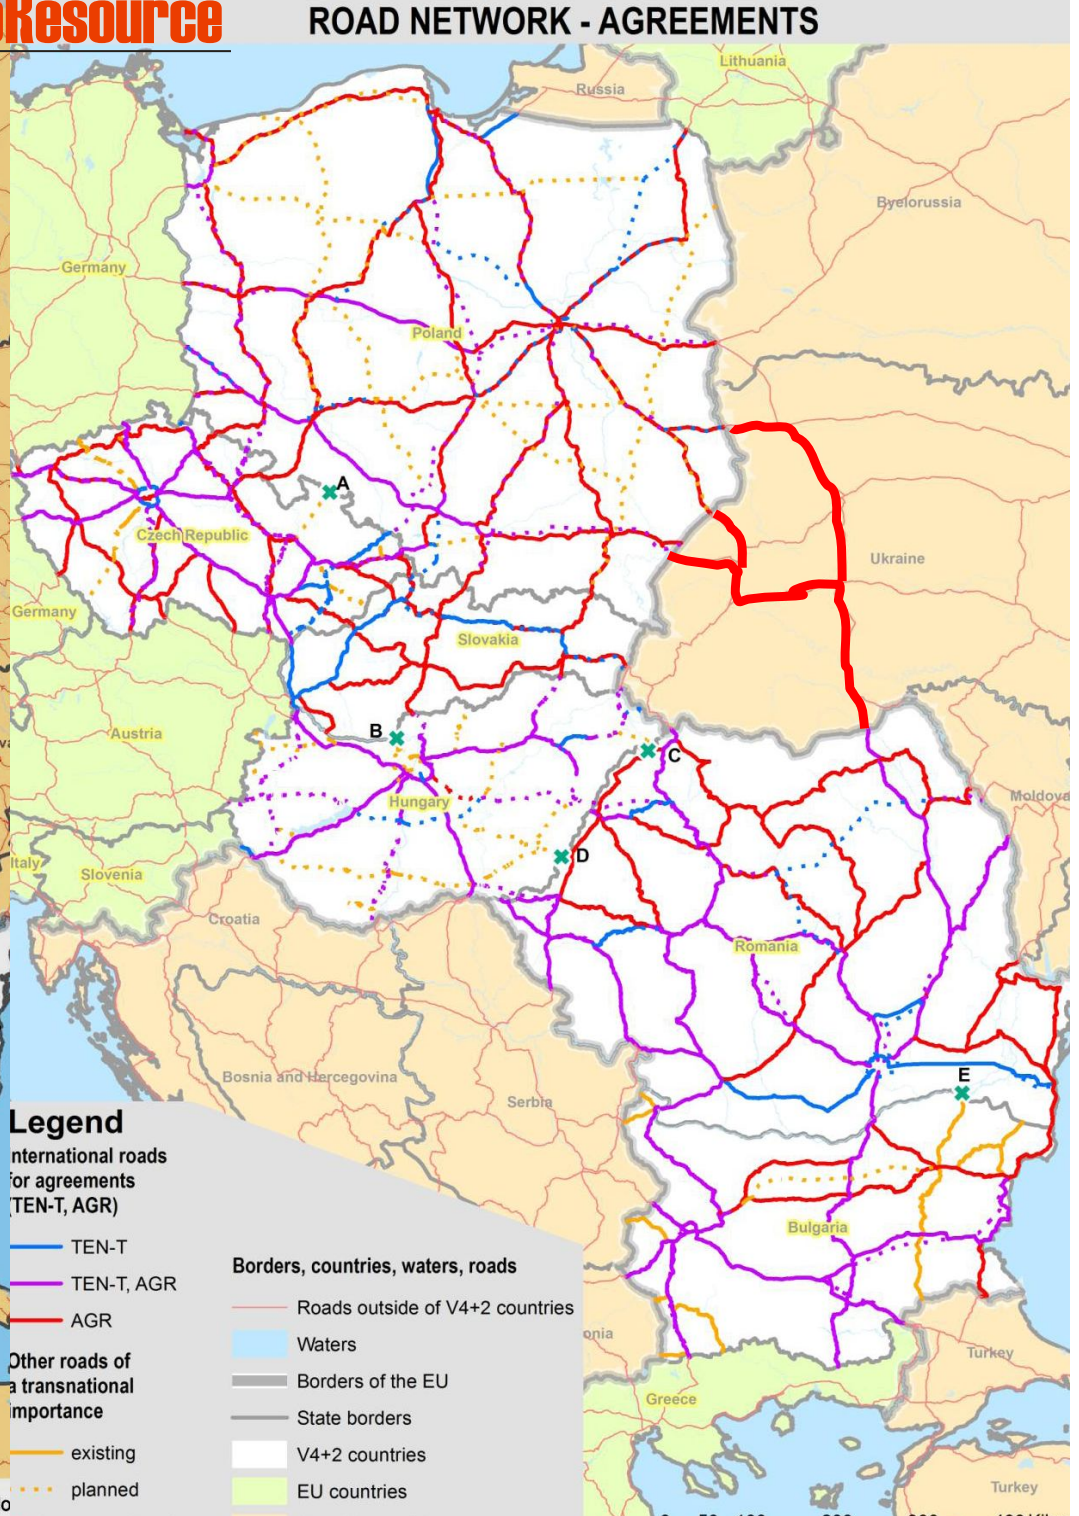 Resource
ROAD NETWORK - AGREEMENTS
Lithuania
Russia
Byelorussia
Germany
Poland
A
Czech Republic
Ukraine
Germany
Slovakia
B
Austria
C
Hungary
Moldova
D
Italy
Slovenia
Croatia
Romania
E
Bosnia and Hercegovina
Serbia
Bulgaria
onia
Turkey
Greece
Turkey
Legend
nternational roads
for agreements
(TEN-T, AGR)
TEN-T
TEN-T, AGR
AGR
Other roads of
a transnational
importance
existing
planned
Borders, countries, waters, roads
Roads outside of V4+2 countries
Waters
Borders of the EU
State borders
V4+2 countries
EU countries